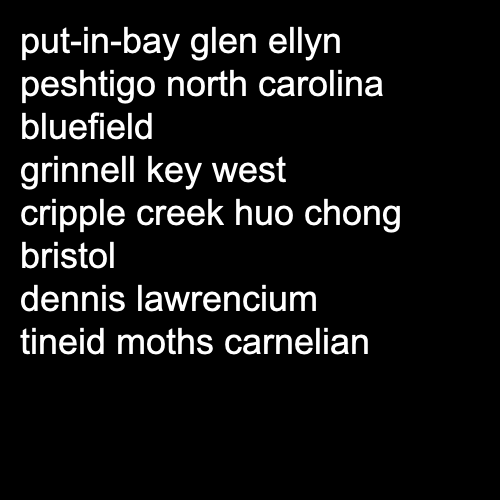 put-in-bay glen ellyn
peshtigo north carolina
bluefield
grinnell key west
cripple creek huo chong
bristol
dennis lawrencium
tineid moths carnelian